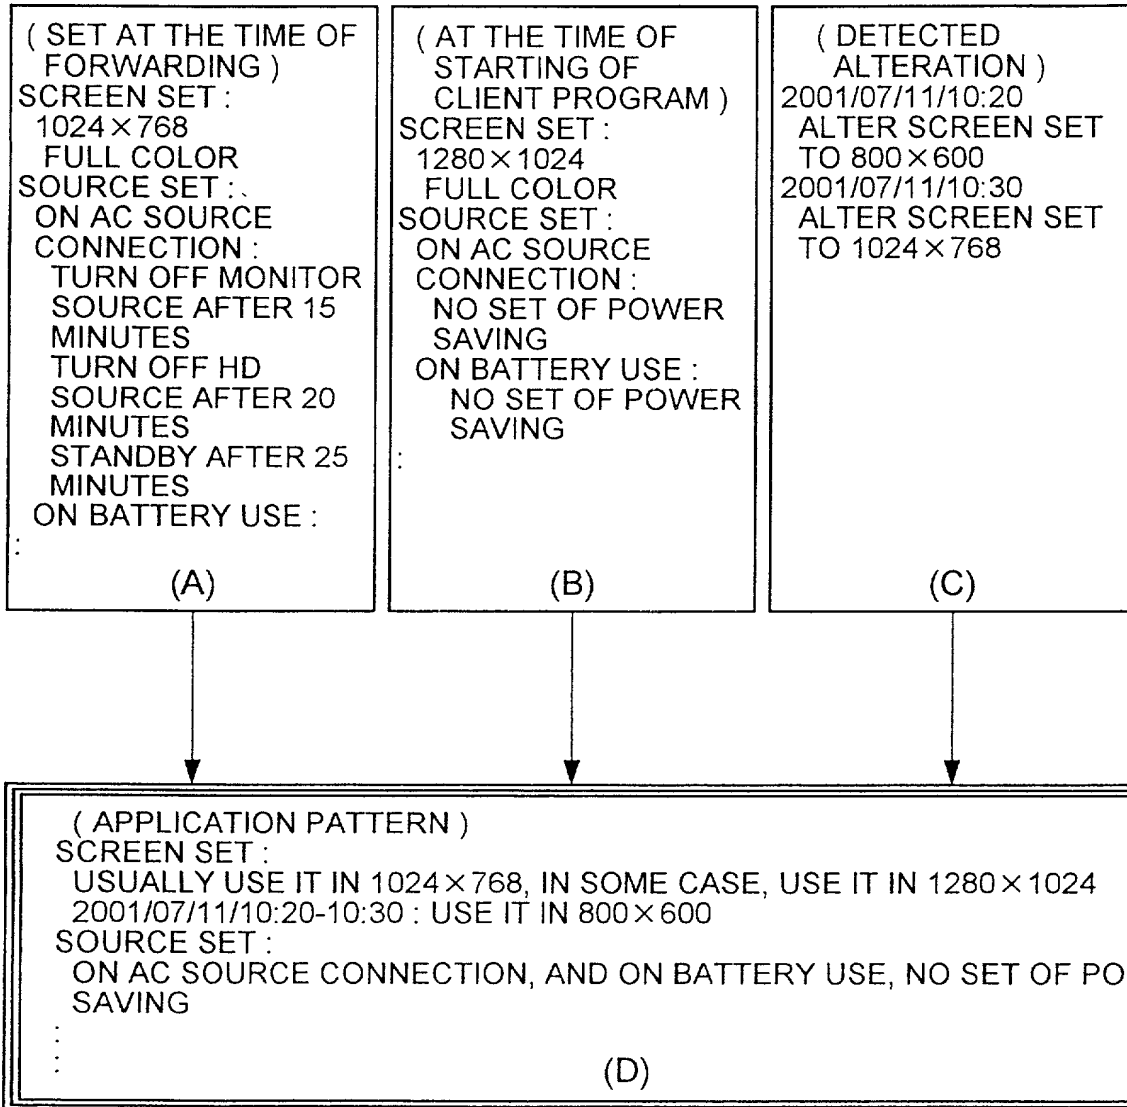 ( SET AT THE TIME OF
FORWARDING )
SCREEN SET :
1024×768
FULL COLOR
SOURCE SET :
ON AC SOURCE
CONNECTION :
TURN OFF MONITOR
SOURCE AFTER 15
MINUTES
TURN OFF HD
SOURCE AFTER 20
MINUTES
STANDBY AFTER 25
MINUTES
ON BATTERY USE :
:
(A)
( AT THE TIME OF
STARTING OF
CLIENT PROGRAM )
SCREEN SET :
1280×1024
FULL COLOR
SOURCE SET :
ON AC SOURCE
CONNECTION :
NO SET OF POWER
SAVING
ON BATTERY USE :
NO SET OF POWER
SAVING
:
(B)
( DETECTED
ALTERATION )
2001/07/11/10:20
ALTER SCREEN SET
TO 800×600
2001/07/11/10:30
ALTER SCREEN SET
TO 1024×768
(C)
( APPLICATION PATTERN )
SCREEN SET :
USUALLY USE IT IN 1024×768, IN SOME CASE, USE IT IN 1280×1024
2001/07/11/10:20-10:30 : USE IT IN 800×600
SOURCE SET :
ON AC SOURCE CONNECTION, AND ON BATTERY USE, NO SET OF PO
SAVING
:
:
(D)